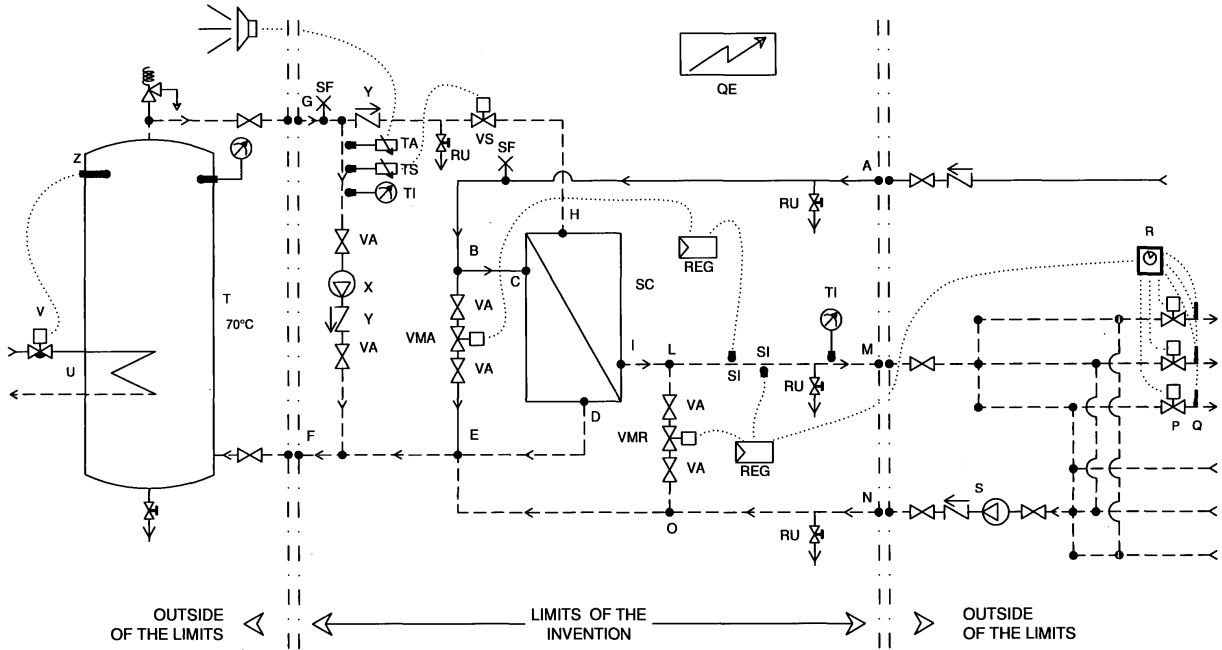 QE
SF
G
Y
TA
TS
TI
RU
VS
SF
A
RU
Z
H
B
C
SC
REG
R
VA
X
Y
VA
T
70°C
V
U
VA
VMA
VA
I
L
SI
SI
TI
M
RU
D
P
Q
F
E
VA
VMR
VA
REG
N
S
O
RU
OUTSIDE
OF THE LIMITS
LIMITS OF THE
INVENTION
OUTSIDE
OF THE LIMITS